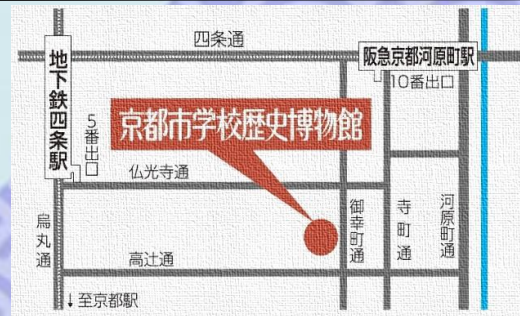 四条通
阪急京都河原町駅
10番出口
地下鉄四条駅
5番出口
京都市学校歴史博物館
仏光寺通
御幸町通
寺町通
河原町通
烏丸通
高辻通
↓至京都駅